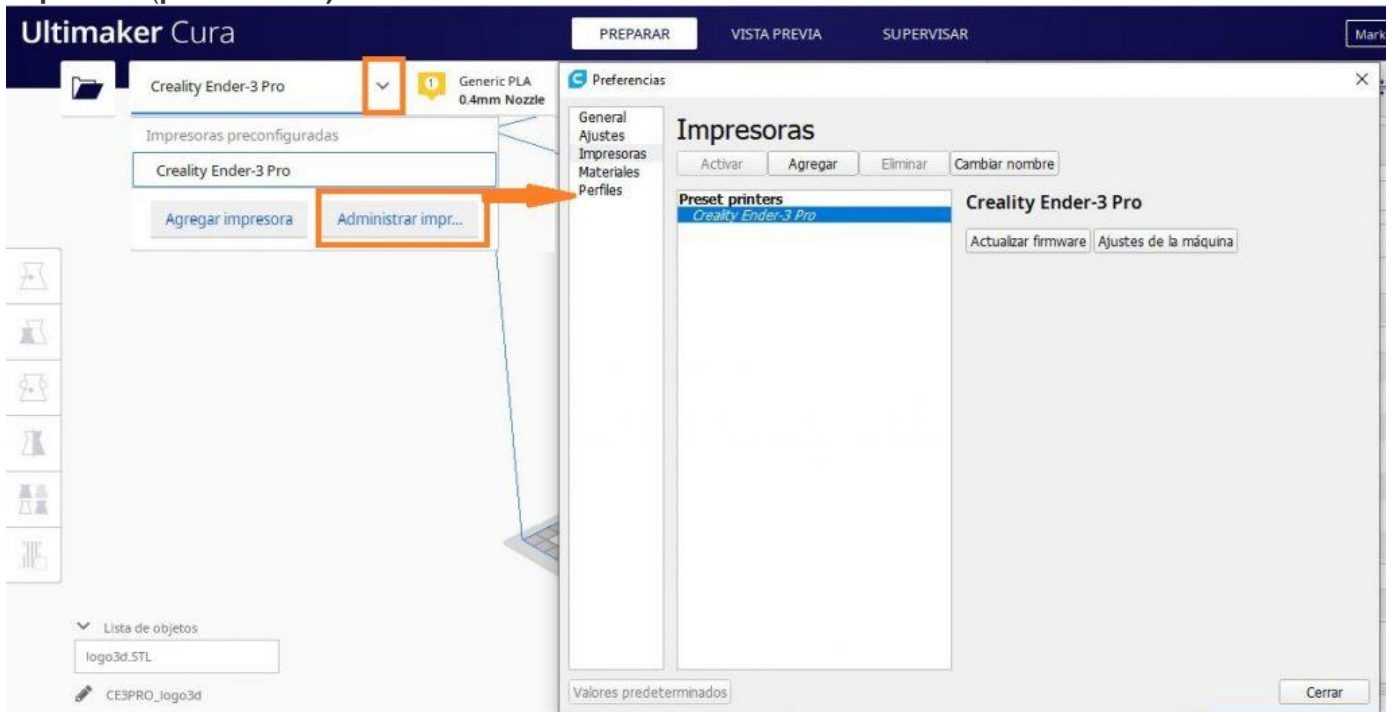 Ultimaker Cura
PREPARAR
VISTA PREVIA
SUPERVISAR
Mark
Creality Ender-3 Pro
1
Generic PLA
0.4mm Nozzle
Impresoras preconfiguradas
Creality Ender-3 Pro
Agregar impresora
Administrar impr...
Preferencias
General
Ajustes
Impresoras
Materiales
Perfiles
Impresoras
Activar
Agregar
Eliminar
Cambiar nombre
Preset printers
Creality Ender-3 Pro
Creality Ender-3 Pro
Actualizar firmware
Ajustes de la máquina
Lista de objetos
logo3d.STL
CE3PRO_logo3d
Valores predeterminados
Cerrar